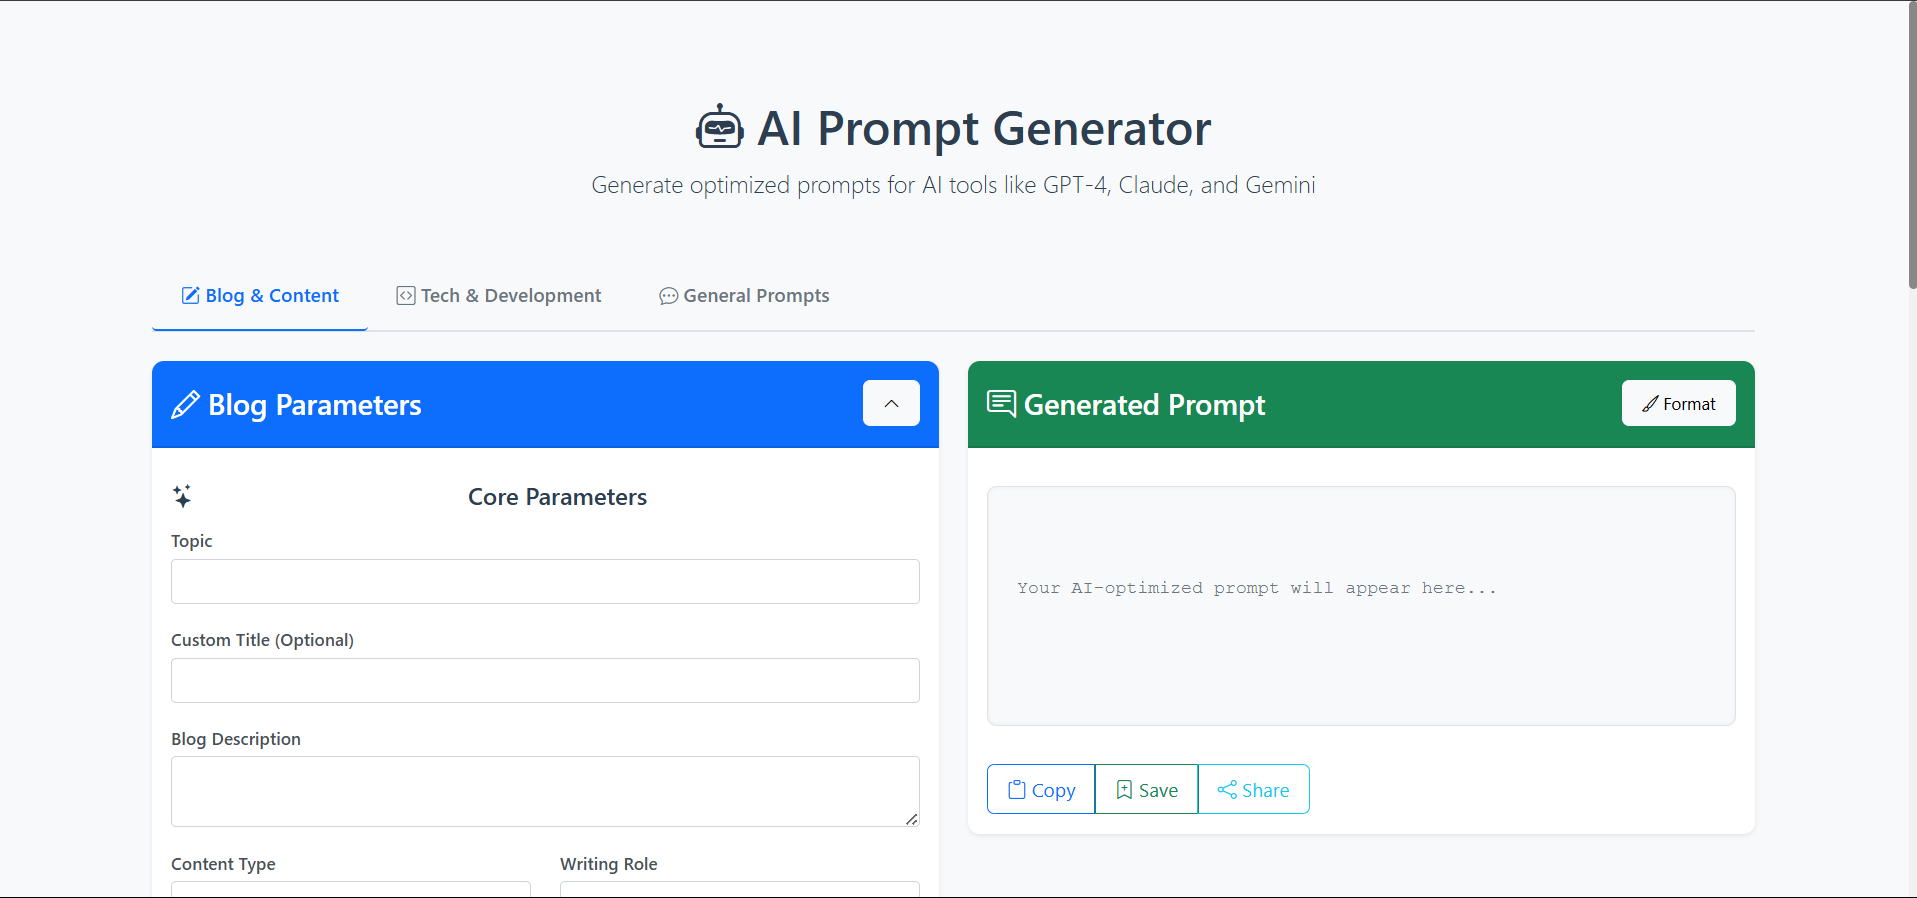 AI Prompt Generator
Generate optimized prompts for AI tools like GPT-4, Claude, and Gemini
Blog & Content
Tech & Development
General Prompts
Blog Parameters
Core Parameters
Topic
Custom Title (Optional)
Blog Description
Content Type
Writing Role
Generated Prompt
Format
Your AI-optimized prompt will appear here...
Copy
Save
Share